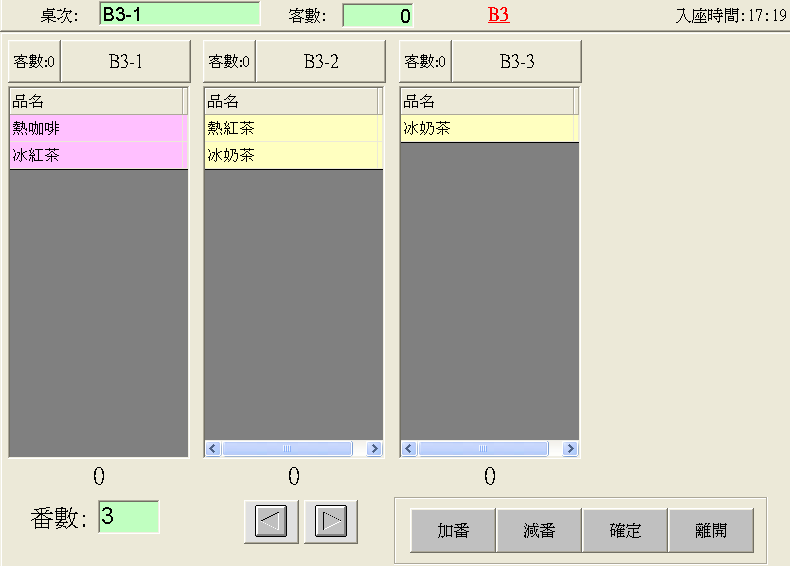 桌次: B3-1 客數: 0 B3 入座時間:17:19
客數:0 B3-1 客數:0 B3-2 客數:0 B3-3
品名 品名 品名
熱咖啡 熱紅茶 冰奶茶
冰紅茶 冰奶茶
0 0 0
番數: 3 加番 減番 確定 離開